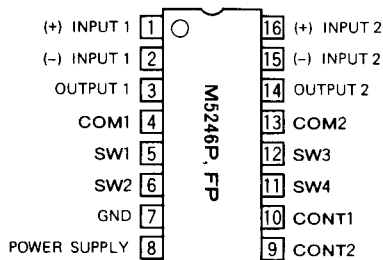 (+) INPUT 1 1 16 (+) INPUT 2
(−) INPUT 1 2 15 (−) INPUT 2
OUTPUT 1 3 14 OUTPUT 2
COM1 4 13 COM2
SW1 5 12 SW3
SW2 6 11 SW4
GND 7 10 CONT1
POWER SUPPLY 8 9 CONT2
M5246P, FP